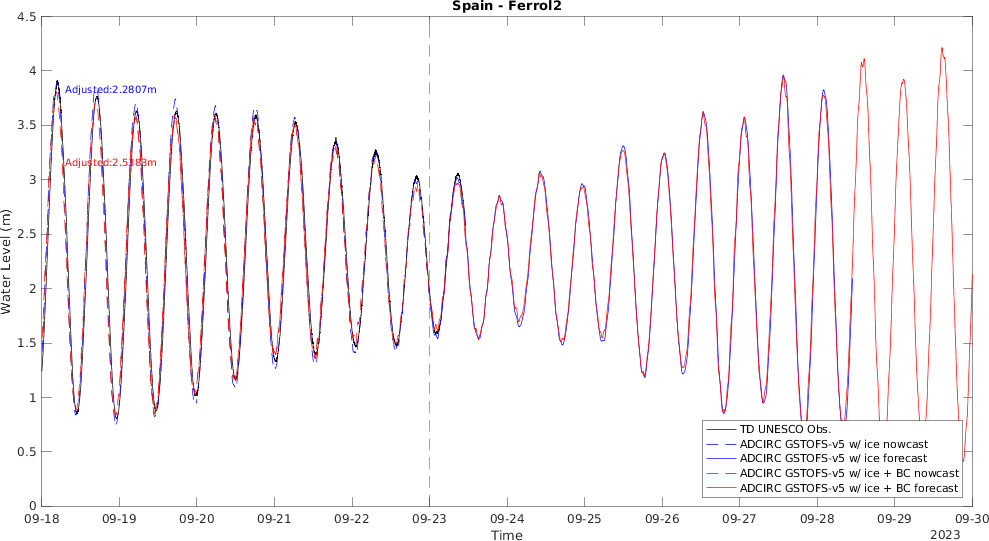 Spain - Ferrol2
4.5
4
3.5
3
2.5
2
1.5
1
0.5
0
Water Level (m)
Adjusted:2.2807m
Adjusted:2.5383m
TD UNESCO Obs.
ADCIRC GSTOFS-v5 w/ ice nowcast
ADCIRC GSTOFS-v5 w/ ice forecast
ADCIRC GSTOFS-v5 w/ ice + BC nowcast
ADCIRC GSTOFS-v5 w/ ice + BC forecast
09-18 09-19 09-20 09-21 09-22 09-23 09-24 09-25 09-26 09-27 09-28 09-29 09-30
Time
2023